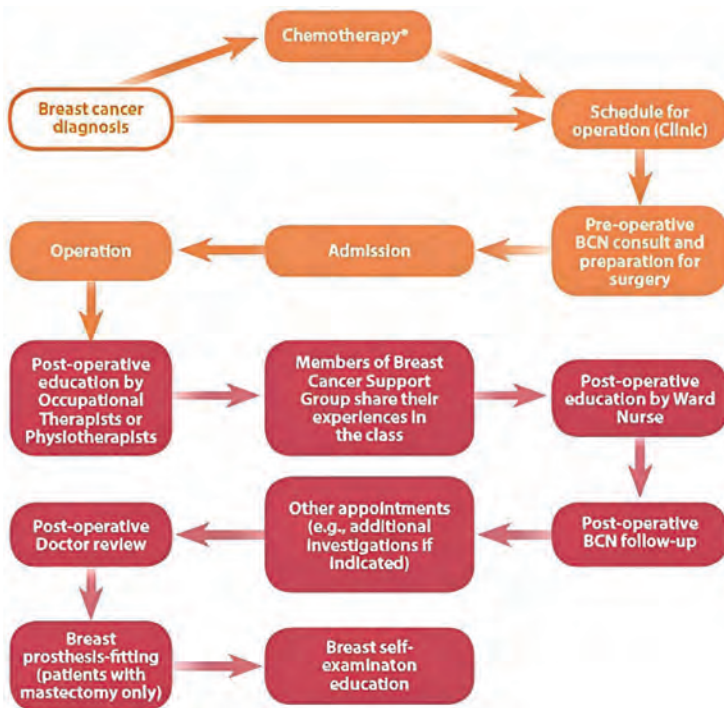 Chemotherapy*
Breast cancer
diagnosis
Schedule for
operation (Clinic)
Operation
Admission
Pre-operative
BCN consult and
preparation for
surgery
Post-operative
education by
Occupational
Therapists or
Physiotherapists
Members of Breast
Cancer Support
Group share their
experiences in
the class
Post-operative
education by Ward
Nurse
Post-operative
Doctor review
Other appointments
(e.g., additional
investigations if
indicated)
Post-operative
BCN follow-up
Breast
prosthesis-fitting
(patients with
mastectomy only)
Breast self-
examinaton
education